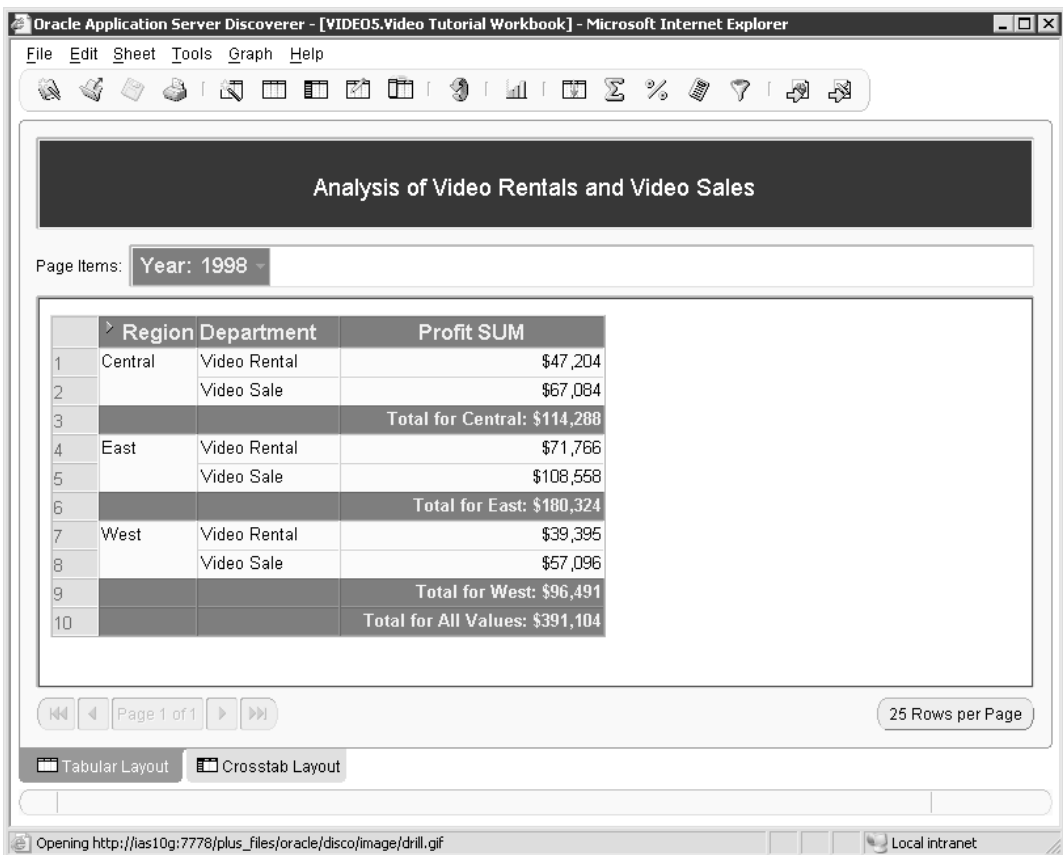 Oracle Application Server Discoverer - [VIDEO5.Video Tutorial Workbook] - Microsoft Internet Explorer
File Edit Sheet Tools Graph Help
Analysis of Video Rentals and Video Sales
Page Items: Year: 1998
Region Department Profit SUM
1 Central Video Rental $47,204
2 Video Sale $67,084
3 Total for Central: $114,288
4 East Video Rental $71,766
5 Video Sale $108,558
6 Total for East: $180,324
7 West Video Rental $39,395
8 Video Sale $57,096
9 Total for West: $96,491
10 Total for All Values: $391,104
Page 1 of 1 25 Rows per Page
Tabular Layout Crosstab Layout
Opening http://ias10g:7778/plus_files/oracle/disco/image/drill.gif Local intranet